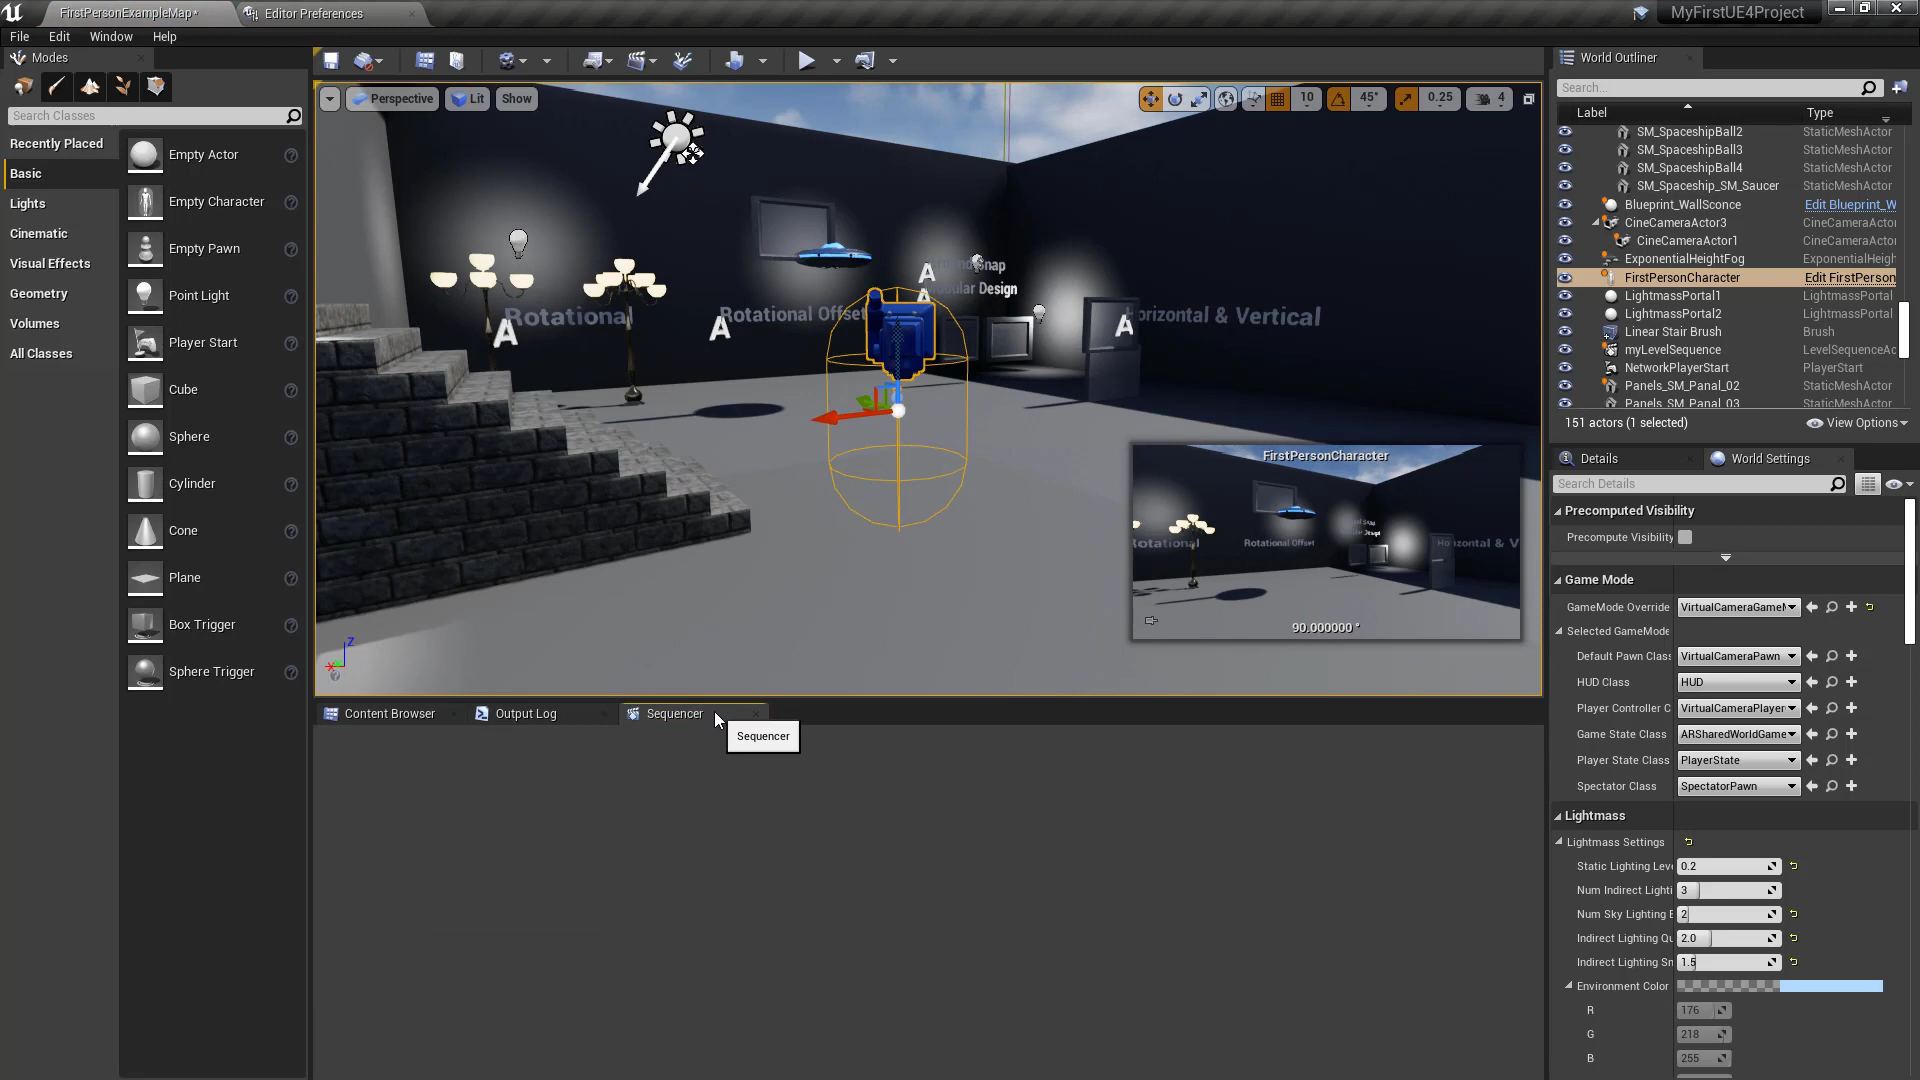 FirstPersonExampleMap*
Editor Preferences
MyFirstUE4Project
File Edit Window Help
Modes
Search Classes
Recently Placed
Basic
Lights
Cinematic
Visual Effects
Geometry
Volumes
All Classes
Empty Actor
Empty Character
Empty Pawn
Point Light
Player Start
Cube
Sphere
Cylinder
Cone
Plane
Box Trigger
Sphere Trigger
Perspective
Lit
Show
10
45°
0.25
4
Rotational
Rotational Offset
Horizontal & Vertical
FirstPersonCharacter
Rotational Offset
90.000000 °
Z
Content Browser
Output Log
Sequencer
Sequencer
World Outliner
Search...
Label Type
SM_SpaceshipBall2 StaticMeshActor
SM_SpaceshipBall3 StaticMeshActor
SM_SpaceshipBall4 StaticMeshActor
SM_Spaceship_SM_Saucer StaticMeshActor
Blueprint_WallSconce Edit Blueprint_W
CineCameraActor3 CineCameraActor
CineCameraActor1 CineCameraActor
ExponentialHeightFog ExponentialHeigh
FirstPersonCharacter Edit FirstPerson
LightmassPortal1 LightmassPortal
LightmassPortal2 LightmassPortal
Linear Stair Brush Brush
myLevelSequence LevelSequenceAc
NetworkPlayerStart PlayerStart
Panels_SM_Panal_02 StaticMeshActor
Panels_SM_Panal_03 StaticMeshActor
151 actors (1 selected)
View Options
Details
World Settings
Search Details
Precomputed Visibility
Precompute Visibility
Game Mode
GameMode Override VirtualCameraGameM
Selected GameMode
Default Pawn Class VirtualCameraPawn
HUD Class HUD
Player Controller C VirtualCameraPlayer
Game State Class ARSharedWorldGame
Player State Class PlayerState
Spectator Class SpectatorPawn
Lightmass
Lightmass Settings
Static Lighting Leve 0.2
Num Indirect Lighti 3
Num Sky Lighting B 2
Indirect Lighting Qu 2.0
Indirect Lighting Sm 1.5
Environment Color
R 176
G 218
B 255